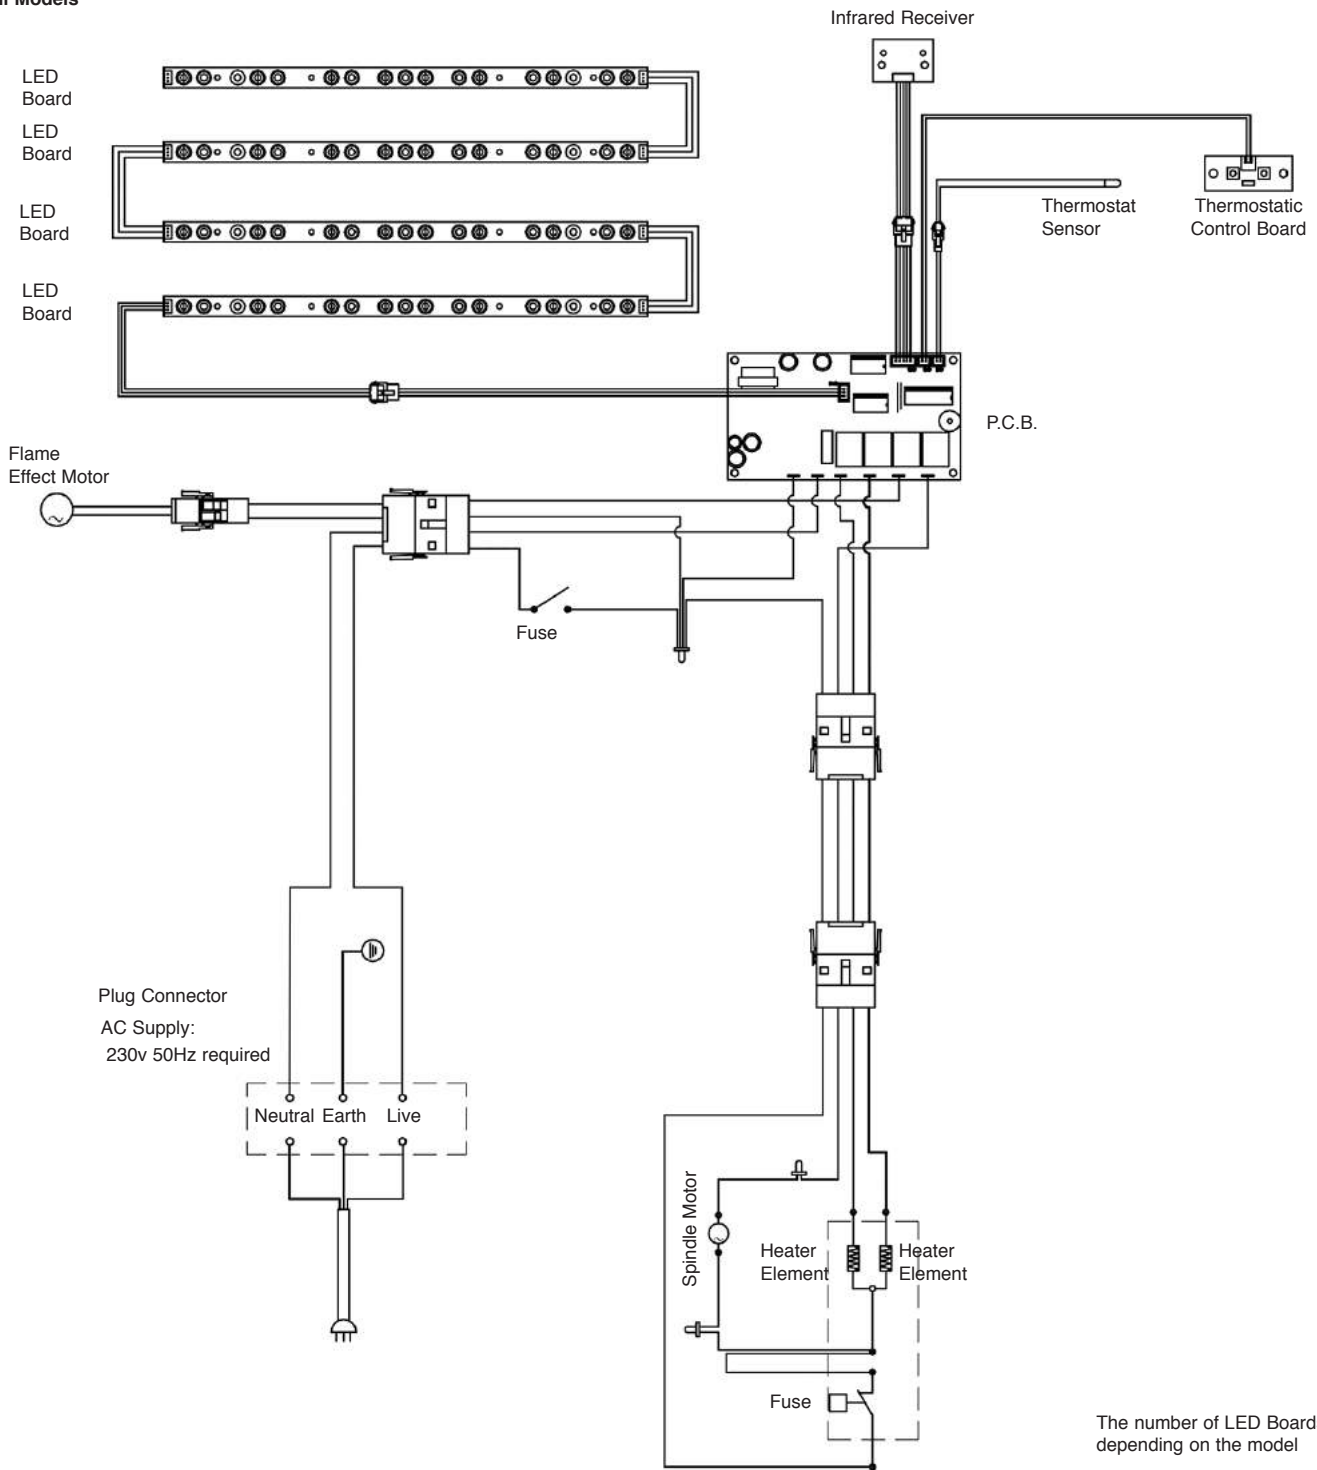 Models
Infrared Receiver
LED
Board
LED
Board
LED
Board
LED
Board
Thermostat
Sensor
Thermostatic
Control Board
P.C.B.
Flame
Effect Motor
Fuse
Plug Connector
AC Supply:
230v 50Hz required
Neutral Earth Live
Spindle Motor
Heater
Element
Heater
Element
Fuse
The number of LED Board
depending on the model